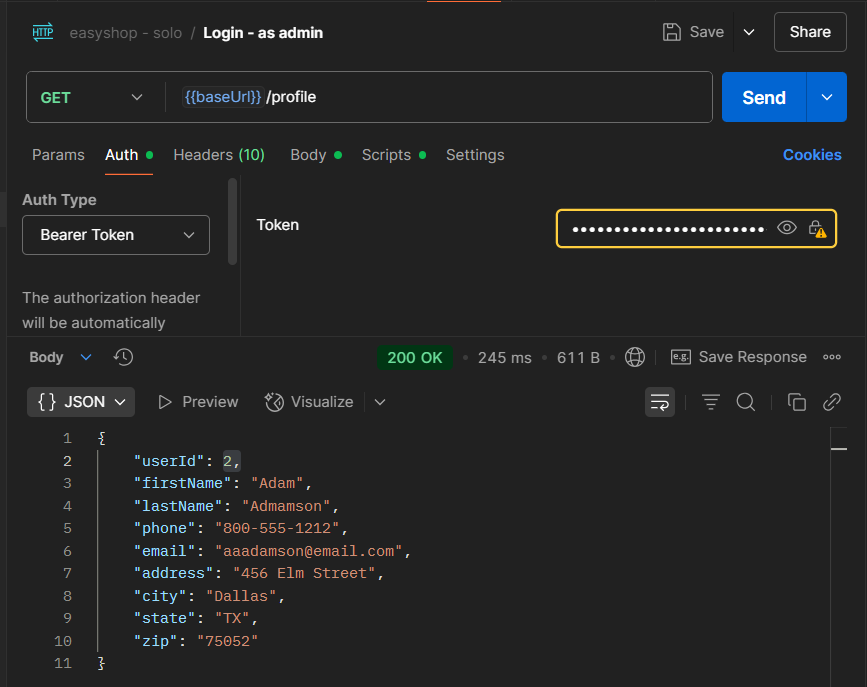 HTTP easyshop - solo / Login - as admin Save Share
GET {{baseUrl}} /profile Send
Params Auth Headers (10) Body Scripts Settings Cookies
Auth Type
Bearer Token
Token
The authorization header
will be automatically
Body 200 OK 245 ms 611 B e.g. Save Response
{ } JSON Preview Visualize
1 {
2 "userId": 2,
3 "firstName": "Adam",
4 "lastName": "Admamson",
5 "phone": "800-555-1212",
6 "email": "aaadamson@email.com",
7 "address": "456 Elm Street",
8 "city": "Dallas",
9 "state": "TX",
10 "zip": "75052"
11 }